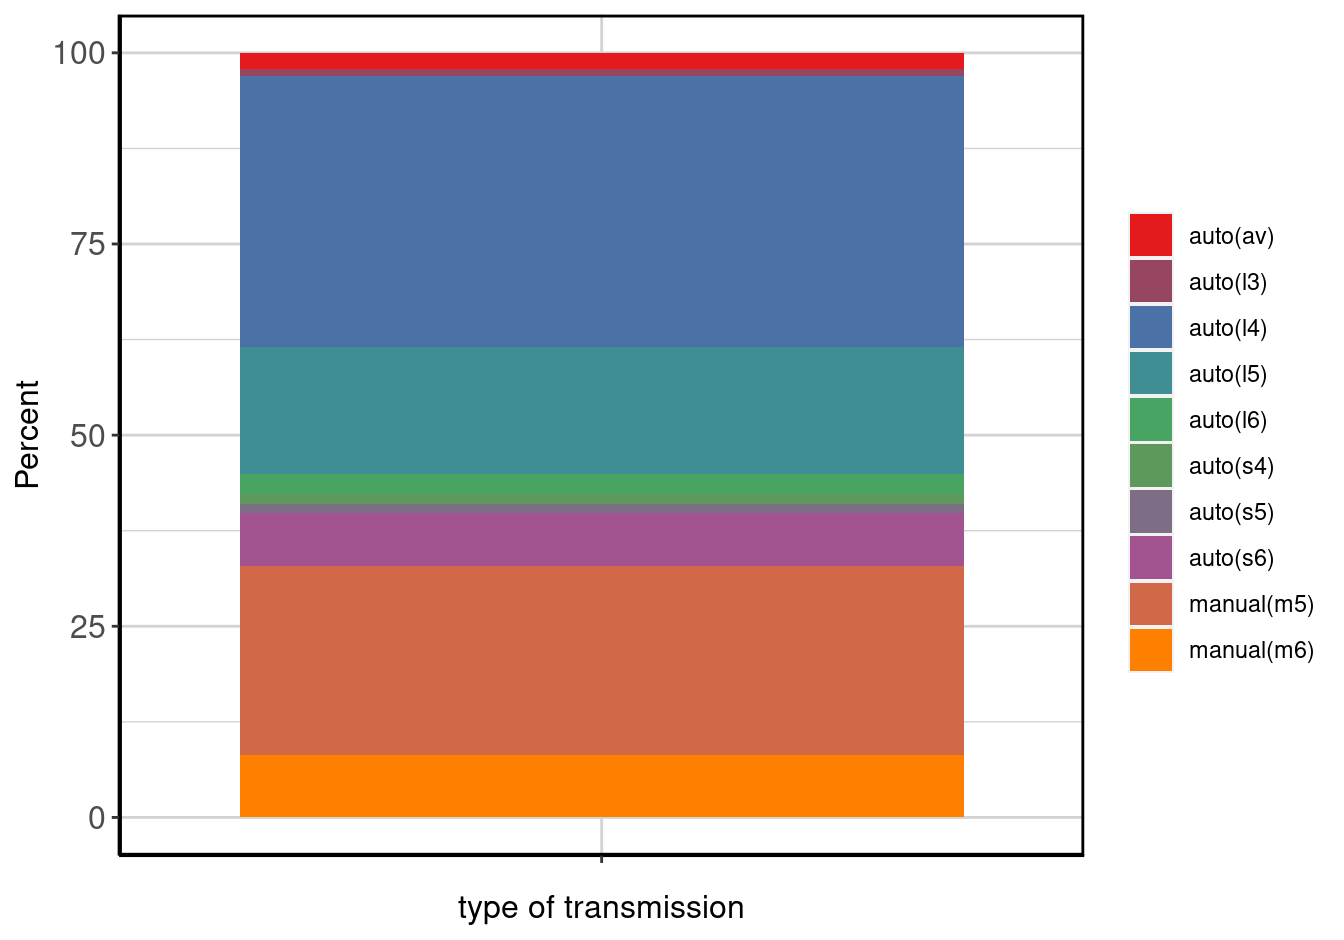 100
75
50
25
0
Percent
type of transmission
auto(av)
auto(l3)
auto(l4)
auto(l5)
auto(l6)
auto(s4)
auto(s5)
auto(s6)
manual(m5)
manual(m6)